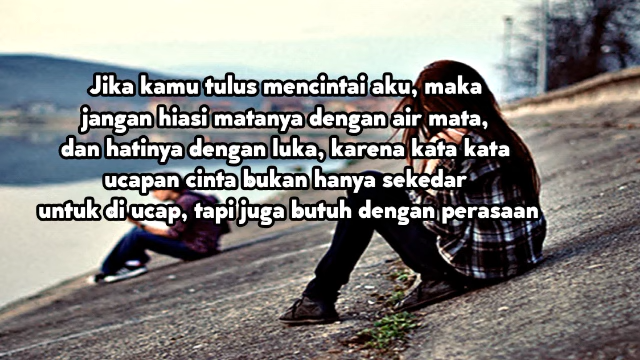 Jika kamu tulus mencintai aku, maka
jangan hiasi matanya dengan air mata,
dan hatinya dengan luka, karena kata kata
ucapan cinta bukan hanya sekedar
untuk di ucap, tapi juga butuh dengan perasaan